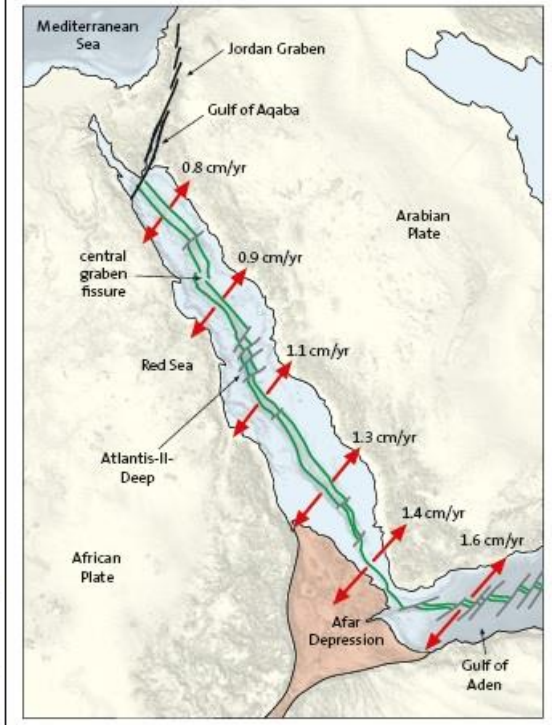 Mediterranean
Sea
Jordan Graben
Gulf of Aqaba
0.8 cm/yr
Arabian
Plate
central
graben
fissure
0.9 cm/yr
Red Sea
1.1 cm/yr
Atlantis-II-
Deep
1.3 cm/yr
1.4 cm/yr
1.6 cm/yr
African
Plate
Afar
Depression
Gulf of
Aden